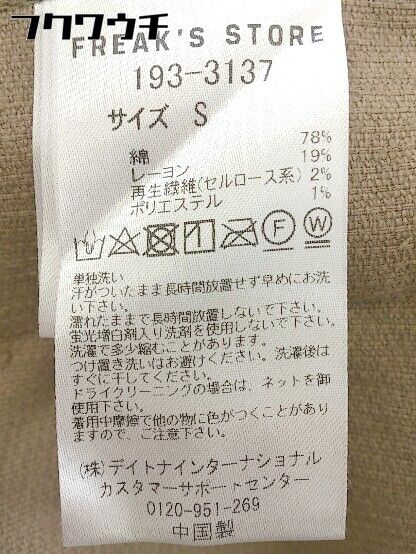 フクウクチ
FREAK'S STORE
193-3137
サイズ S
78%
綿 19%
レーヨン 2%
再生繊維(セルロース系) 1%
ポリエステル
F W
単独洗い
汗がついたまま長時間放置せず早めにお洗
い下さい。
濡れたままで長時間放置しないで下さい。
蛍光増白剤入り洗剤を使用しないで下さい。
洗濯で多少縮むことがあります。
つけ置き洗いはお避けください。洗濯後は
すぐに干してください。
ドライクリーニングの場合は、ネットを御
使用下さい。
着用中摩擦で他の物に色がつくことがあり
ますので、ご注意下さい。
(株)デイトナインターナショナル
カスタマーサポートセンター
0120-951-269
中国製